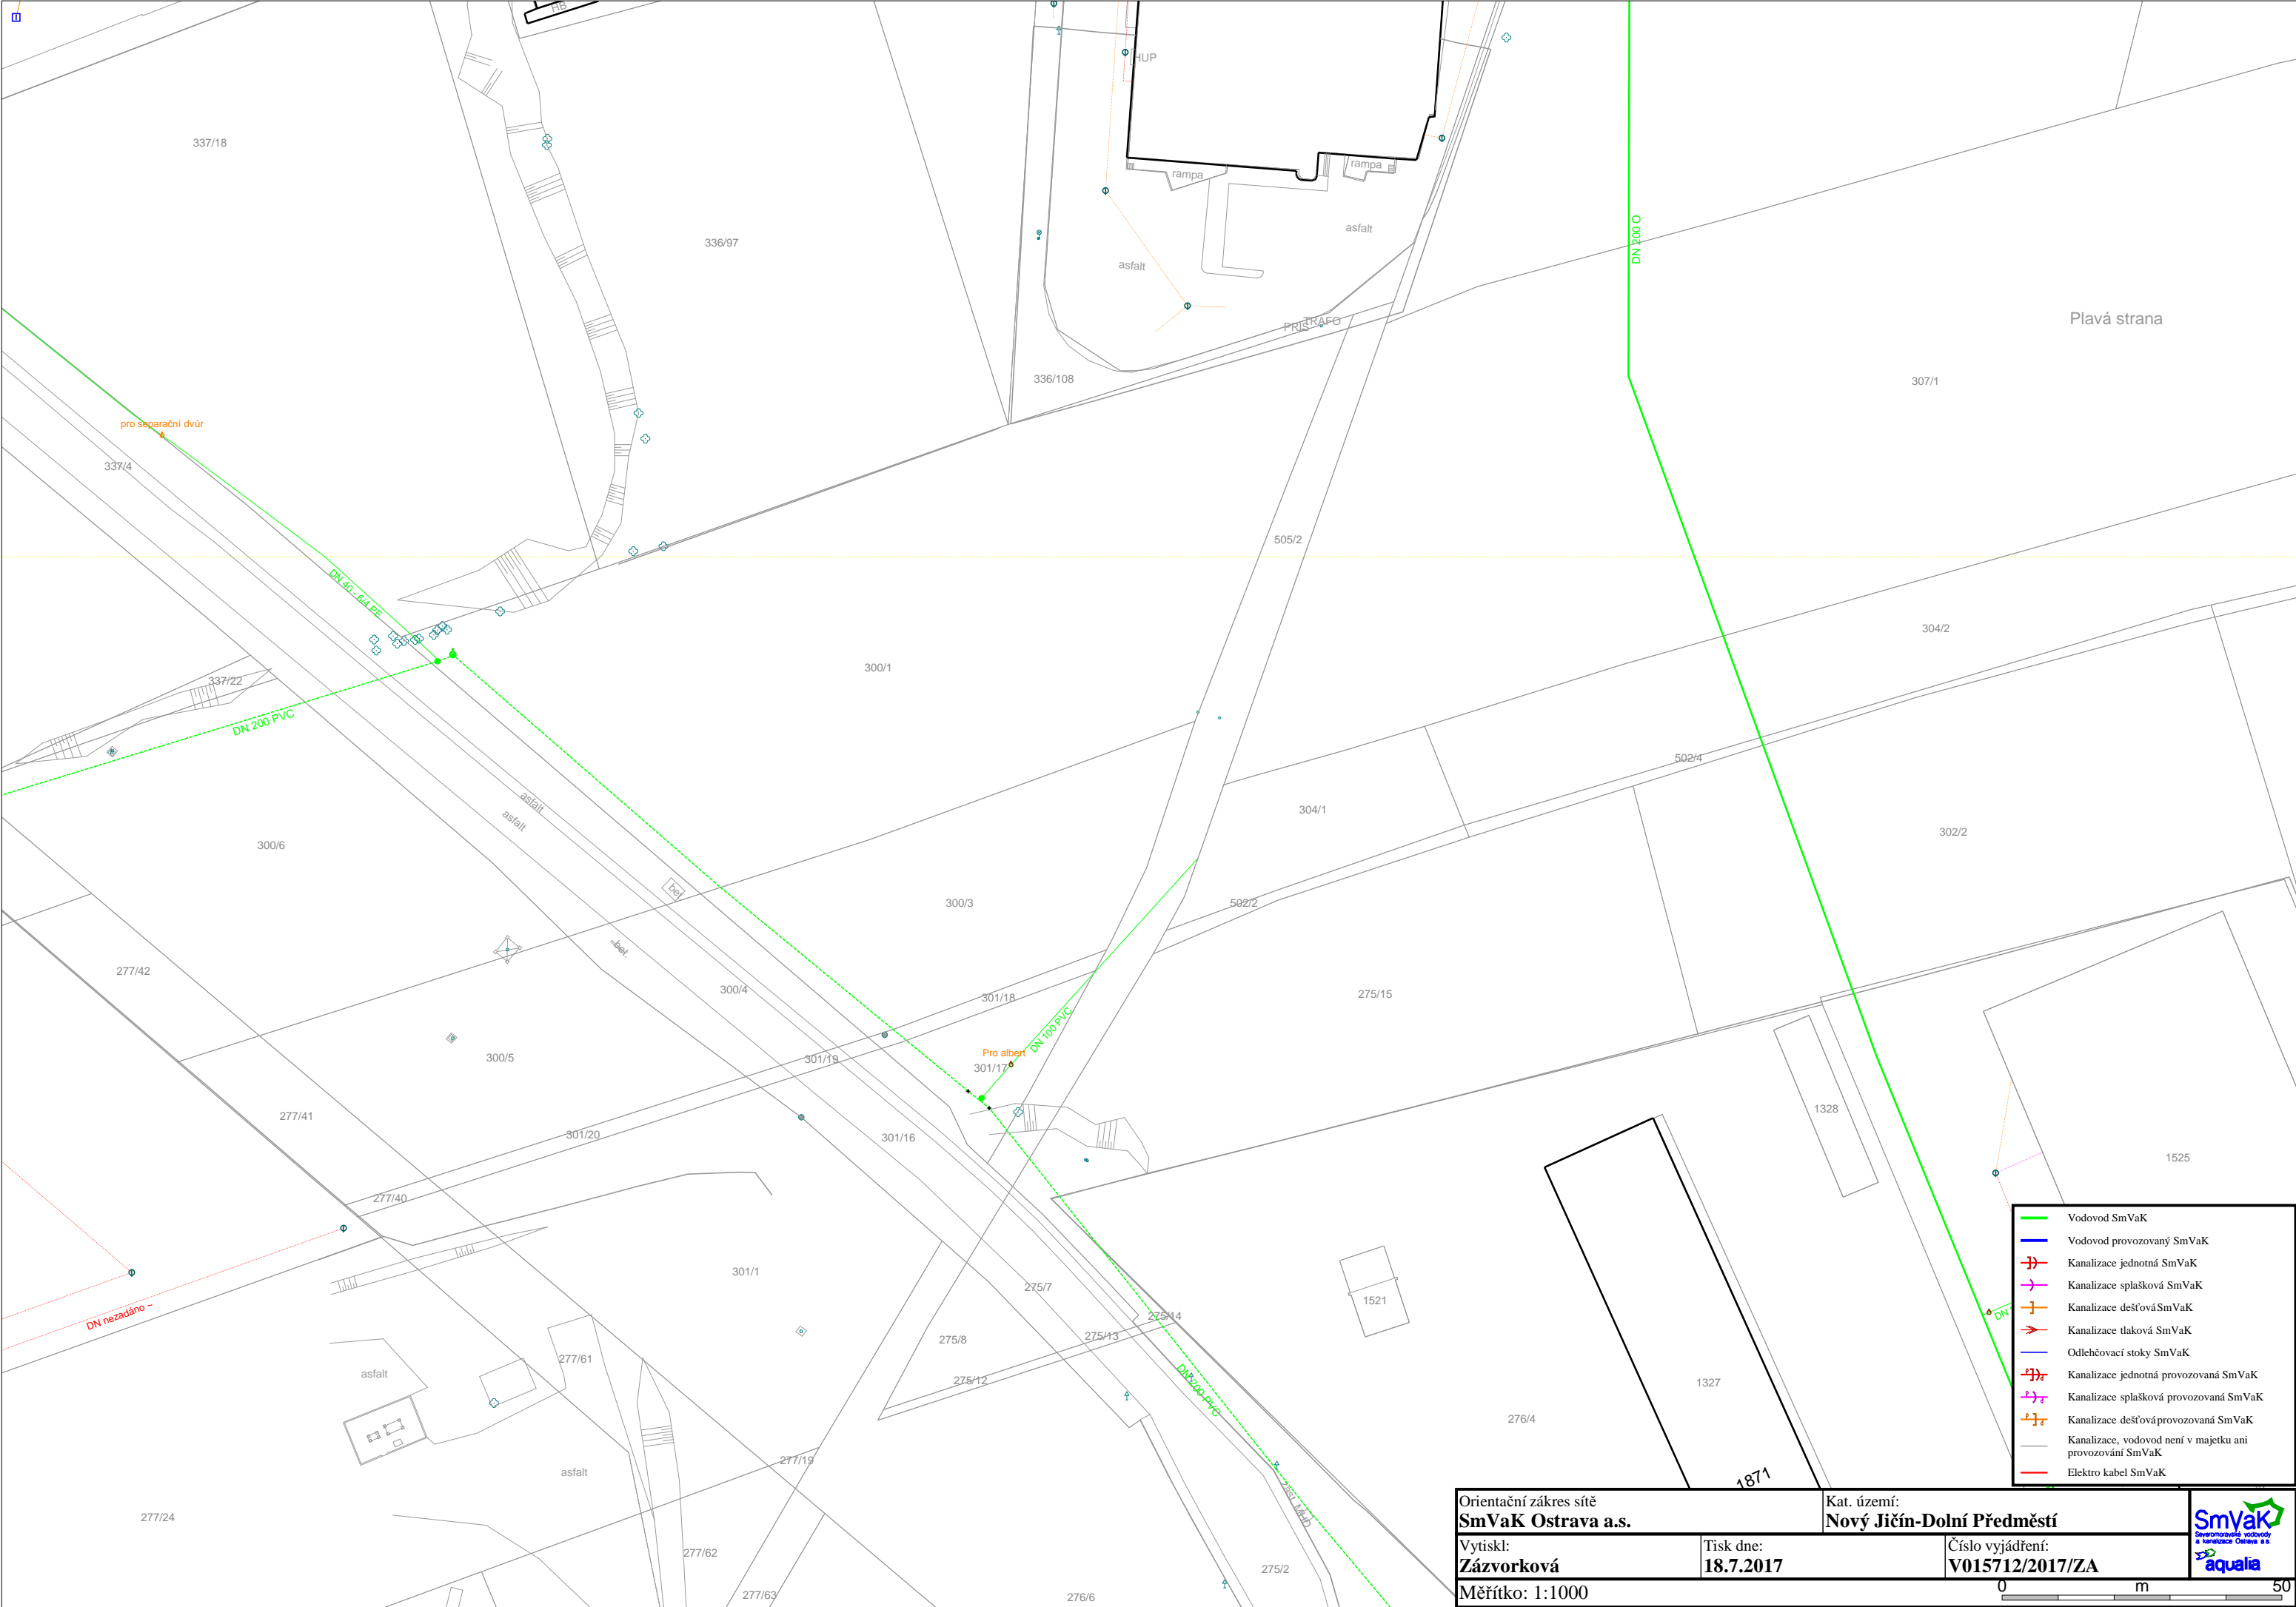 HB
HUP
337/18
rampa
rampa
DN 200 O
asfalt
336/97
asfalt
Plavá strana
TRAFO
PRIS
336/108
307/1
pro separační dvůr
337/4
505/2
DN 40 - 6/4 PE
304/2
300/1
337/22
DN 200 PVC
502/4
asfalt
asfalt
304/1
302/2
300/6
bet.
300/3
502/2
bet.
277/42
300/4
275/15
301/18
DN 100 PVC
Pro albert
301/17
300/5
301/19
277/41
1328
301/20
301/16
1525
277/40
301/1
275/7
DN nezadáno ~
1521
275/14
275/13
275/8
277/61
asfalt
275/12
DN 200 PVC
1327
276/4
277/19
asfalt
1871
zast. MHD
277/24
277/62
275/2
277/63
276/6
DN
Vodovod SmVaK
Vodovod provozovaný SmVaK
Kanalizace jednotná SmVaK
Kanalizace splašková SmVaK
Kanalizace dešťová SmVaK
Kanalizace tlaková SmVaK
Odlehčovací stoky SmVaK
Kanalizace jednotná provozovaná SmVaK
Kanalizace splašková provozovaná SmVaK
Kanalizace dešťová provozovaná SmVaK
Kanalizace, vodovod není v majetku ani
provozování SmVaK
Elektro kabel SmVaK
Orientační zákres sítě
SmVaK Ostrava a.s.
Kat. území:
Nový Jičín-Dolní Předměstí
Vytiskl:
Zázvorková
Tisk dne:
18.7.2017
Číslo vyjádření:
V015712/2017/ZA
SmVaK
Severomoravské vodovody
a kanalizace Ostrava a.s.
aqualia
Měřítko: 1:1000
0 m 50